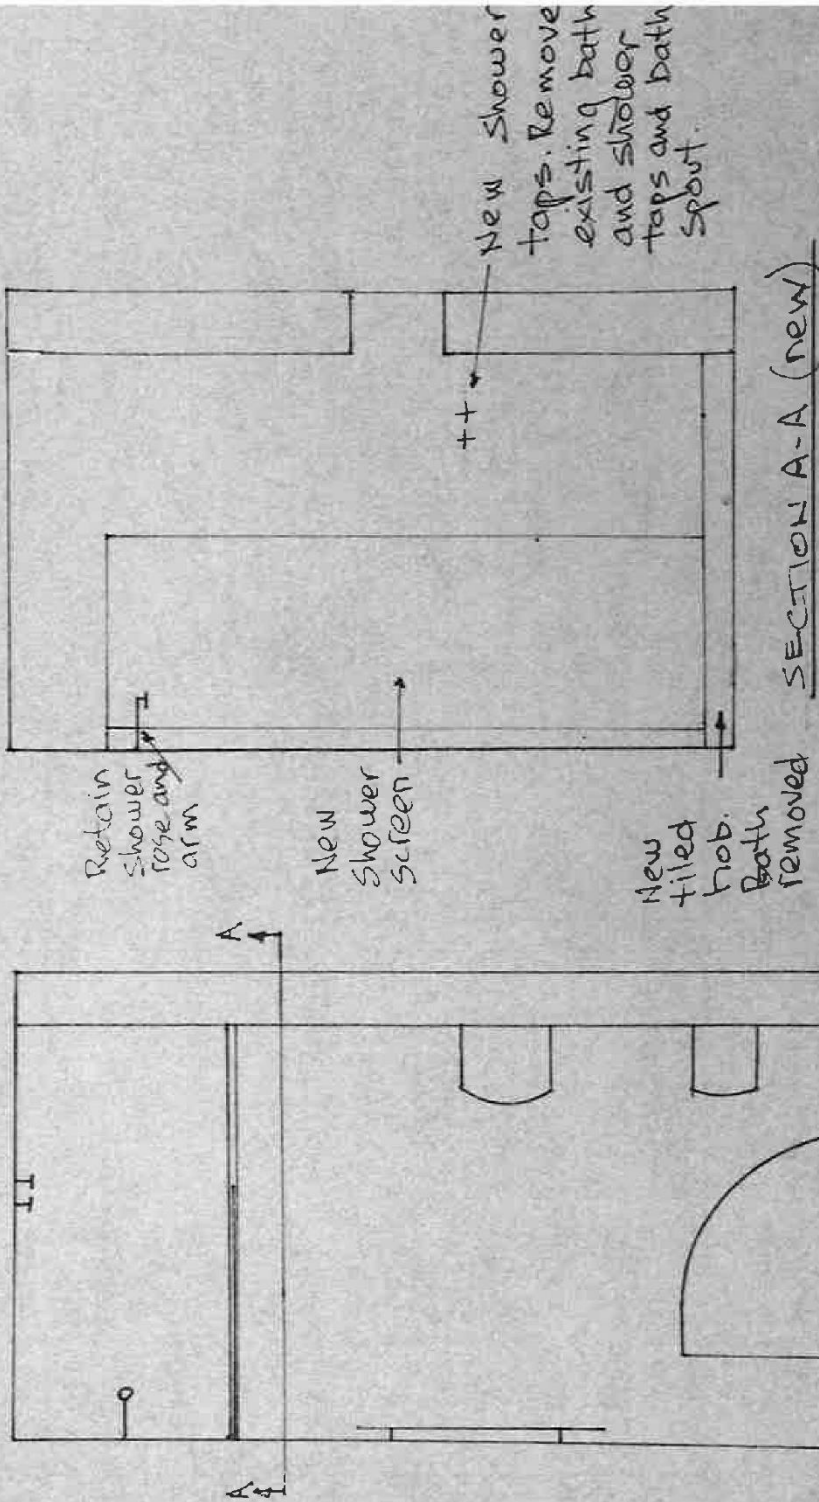 Retain
Shower
rose and
arm
New
Shower
Screen
New
tiled
hob.
Bath
removed
New Shower
taps. Remove
existing bath
and shower
taps and bath
spout.
SECTION A-A (new)
A
A